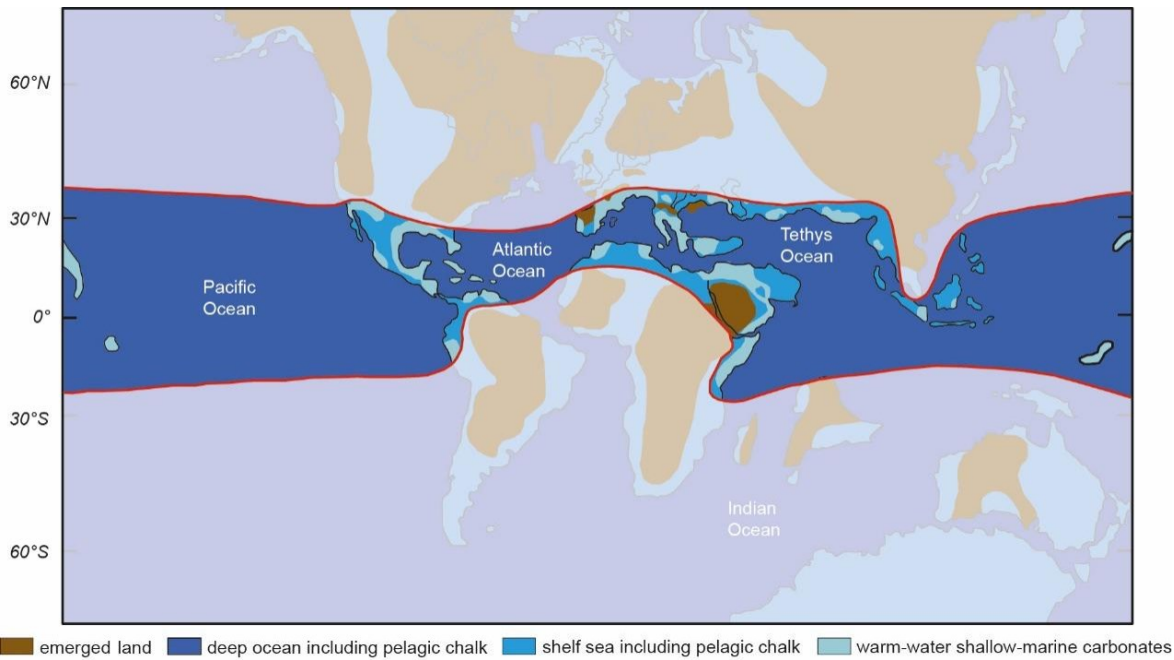 60°N
30°N
0°
30°S
60°S
Pacific
Ocean
Atlantic
Ocean
Tethys
Ocean
Indian
Ocean
emerged land
deep ocean including pelagic chalk
shelf sea including pelagic chalk
warm-water shallow-marine carbonates